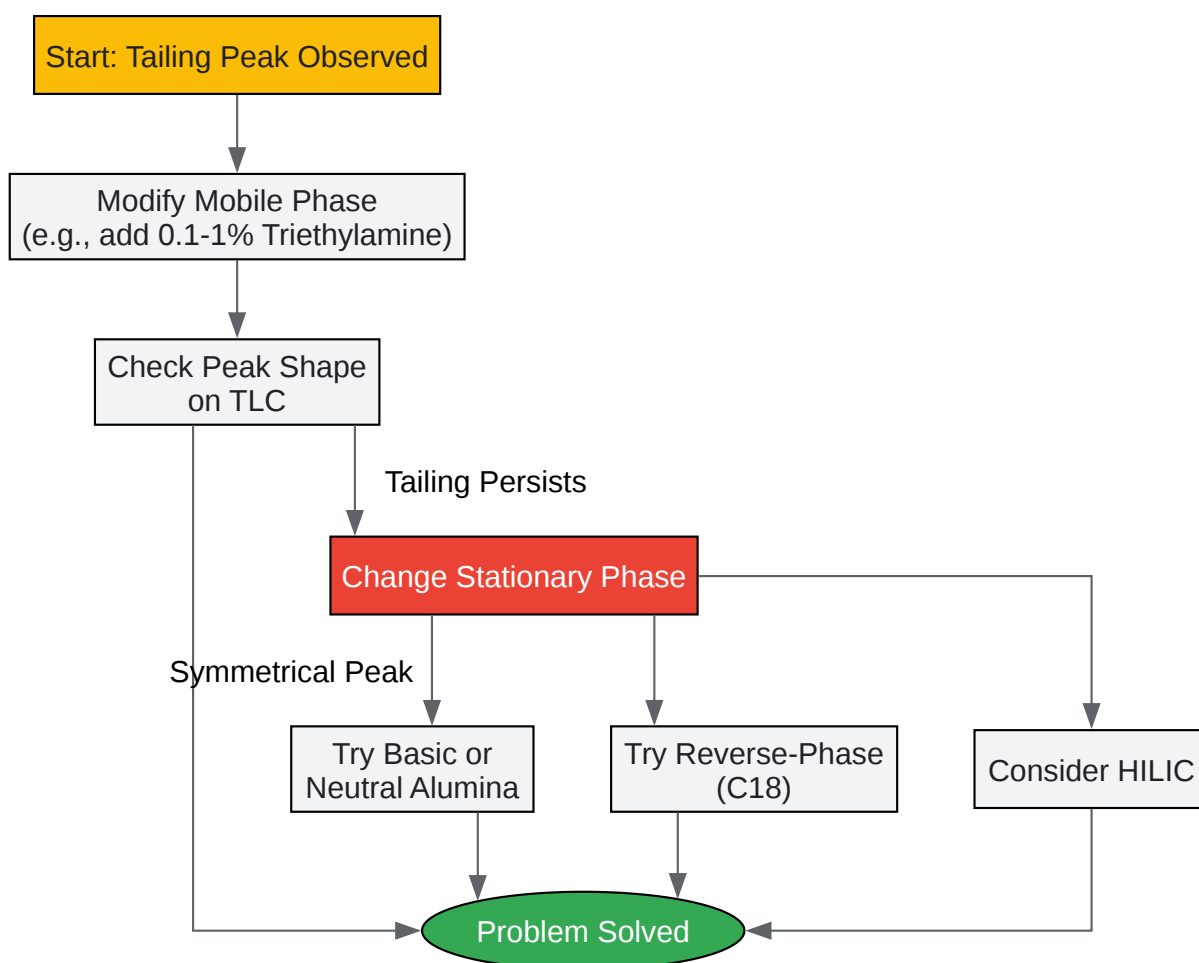 Start: Tailing Peak Observed
Modify Mobile Phase
(e.g., add 0.1-1% Triethylamine)
Check Peak Shape
on TLC
Tailing Persists
Change Stationary Phase
Symmetrical Peak
Try Basic or
Neutral Alumina
Try Reverse-Phase
(C18)
Consider HILIC
Problem Solved